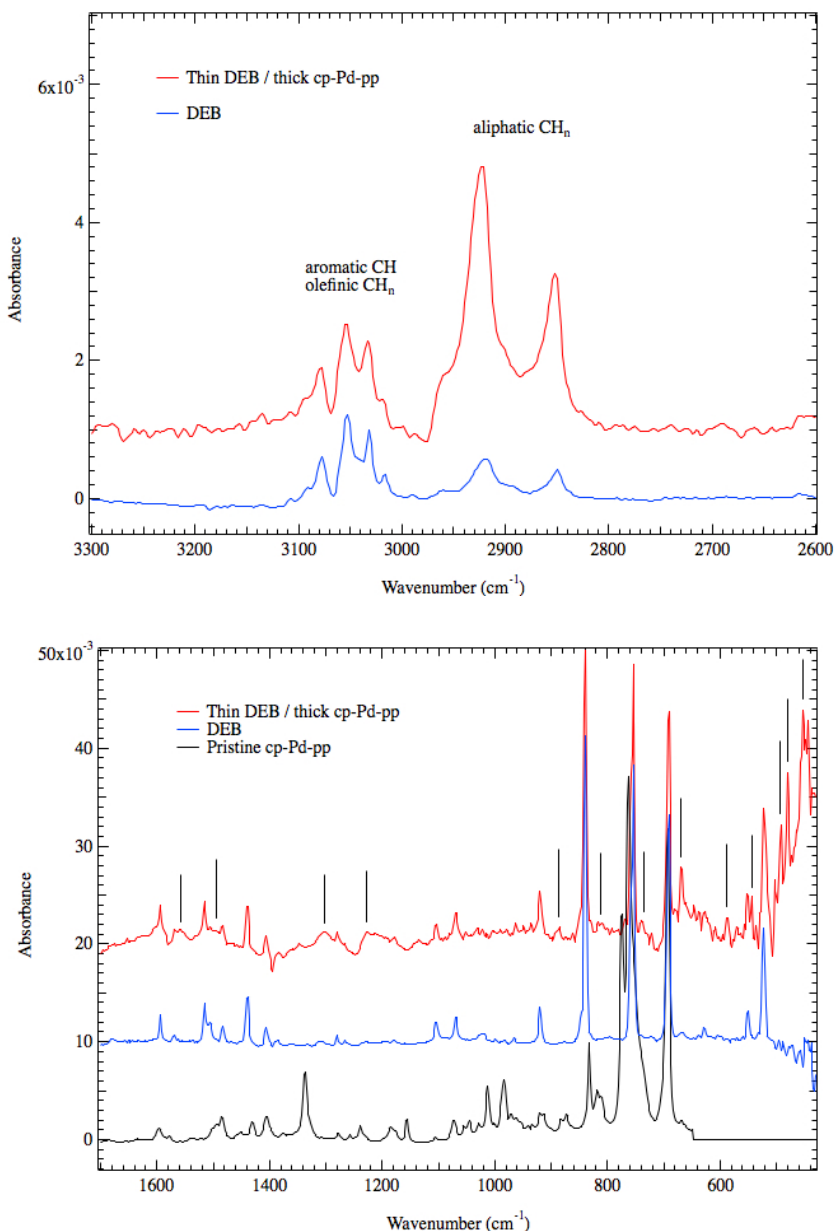 6x10⁻³
Thin DEB / thick cp-Pd-pp
DEB
aliphatic CHₙ
4
aromatic CH
olefinic CHₙ
Absorbance
2
0
3300 3200 3100 3000 2900 2800 2700 2600
Wavenumber (cm⁻¹)
50x10⁻³
Thin DEB / thick cp-Pd-pp
DEB
Pristine cp-Pd-pp
40
30
Absorbance
20
10
0
1600 1400 1200 1000 800 600
Wavenumber (cm⁻¹)